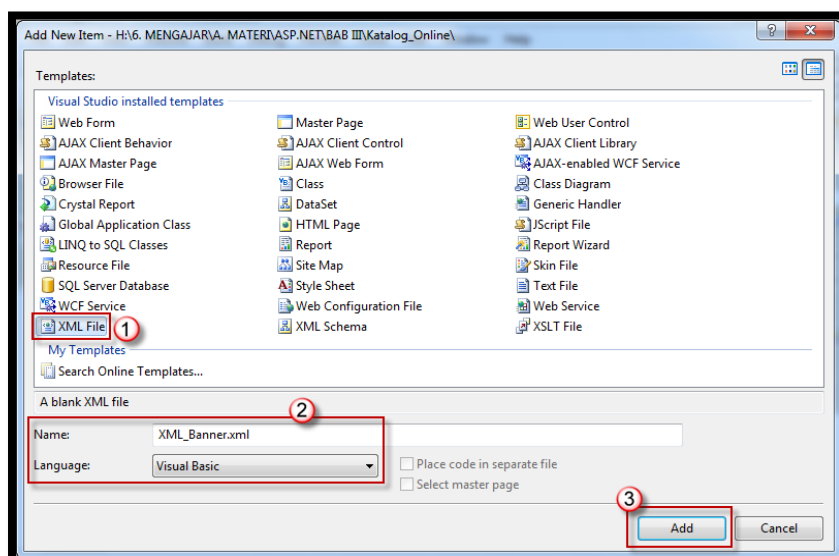 Add New Item - H:\6. MENGAJAR\A. MATERI\ASP.NET\BAB III\Katalog_Online\
Templates:
Visual Studio installed templates
Web Form Master Page Web User Control
AJAX Client Behavior AJAX Client Control AJAX Client Library
AJAX Master Page AJAX Web Form AJAX-enabled WCF Service
Browser File Class Class Diagram
Crystal Report DataSet Generic Handler
Global Application Class HTML Page JScript File
LINQ to SQL Classes Report Report Wizard
Resource File Site Map Skin File
SQL Server Database Style Sheet Text File
WCF Service Web Configuration File Web Service
XML File 1 XML Schema XSLT File
My Templates
Search Online Templates...
A blank XML file
2
Name: XML_Banner.xml
Language: Visual Basic Place code in separate file
Select master page
3
Add Cancel